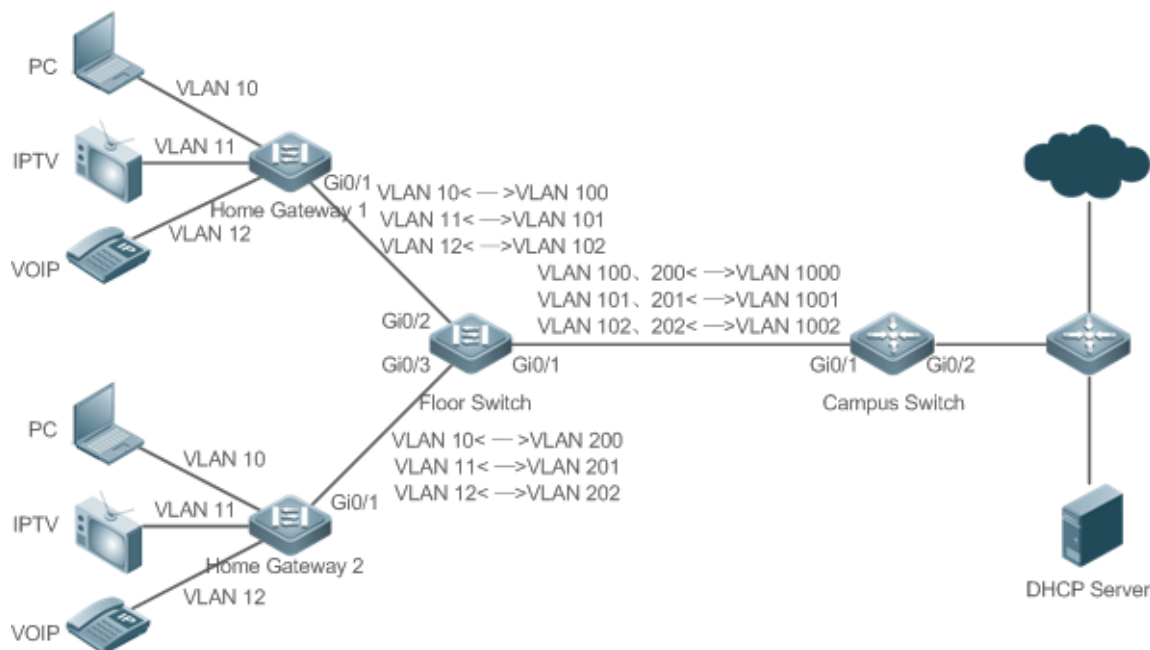 PC
VLAN 10
IPTV
VLAN 11
Gi0/1
Home Gateway 1
VLAN 12
VOIP
VLAN 10< —>VLAN 100
VLAN 11< —>VLAN 101
VLAN 12< —>VLAN 102
VLAN 100、200< —>VLAN 1000
VLAN 101、201< —>VLAN 1001
VLAN 102、202< —>VLAN 1002
Gi0/2
Gi0/3
Gi0/1
Floor Switch
Gi0/1
Gi0/2
Campus Switch
PC
VLAN 10
IPTV
VLAN 11
Gi0/1
Home Gateway 2
VLAN 12
VOIP
VLAN 10< — >VLAN 200
VLAN 11< —>VLAN 201
VLAN 12< —>VLAN 202
DHCP Server
IP
IP